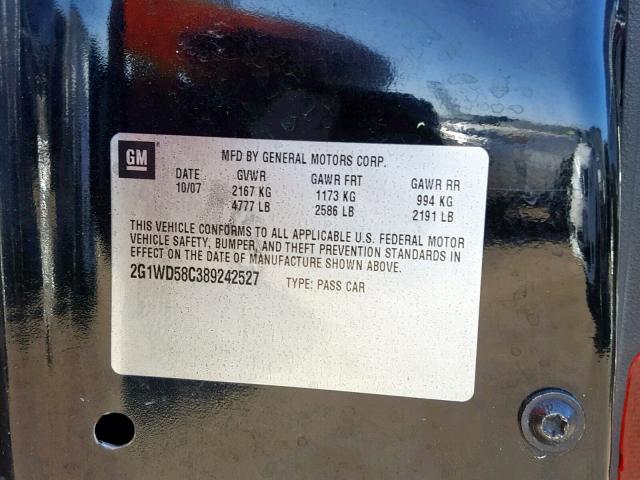 GM MFD BY GENERAL MOTORS CORP.
DATE GVWR GAWR FRT GAWR RR
10/07 2167 KG 1173 KG 994 KG
4777 LB 2586 LB 2191 LB
THIS VEHICLE CONFORMS TO ALL APPLICABLE U.S. FEDERAL MOTOR
VEHICLE SAFETY, BUMPER, AND THEFT PREVENTION STANDARDS IN
EFFECT ON THE DATE OF MANUFACTURE SHOWN ABOVE.
2G1WD58C389242527 TYPE: PASS CAR